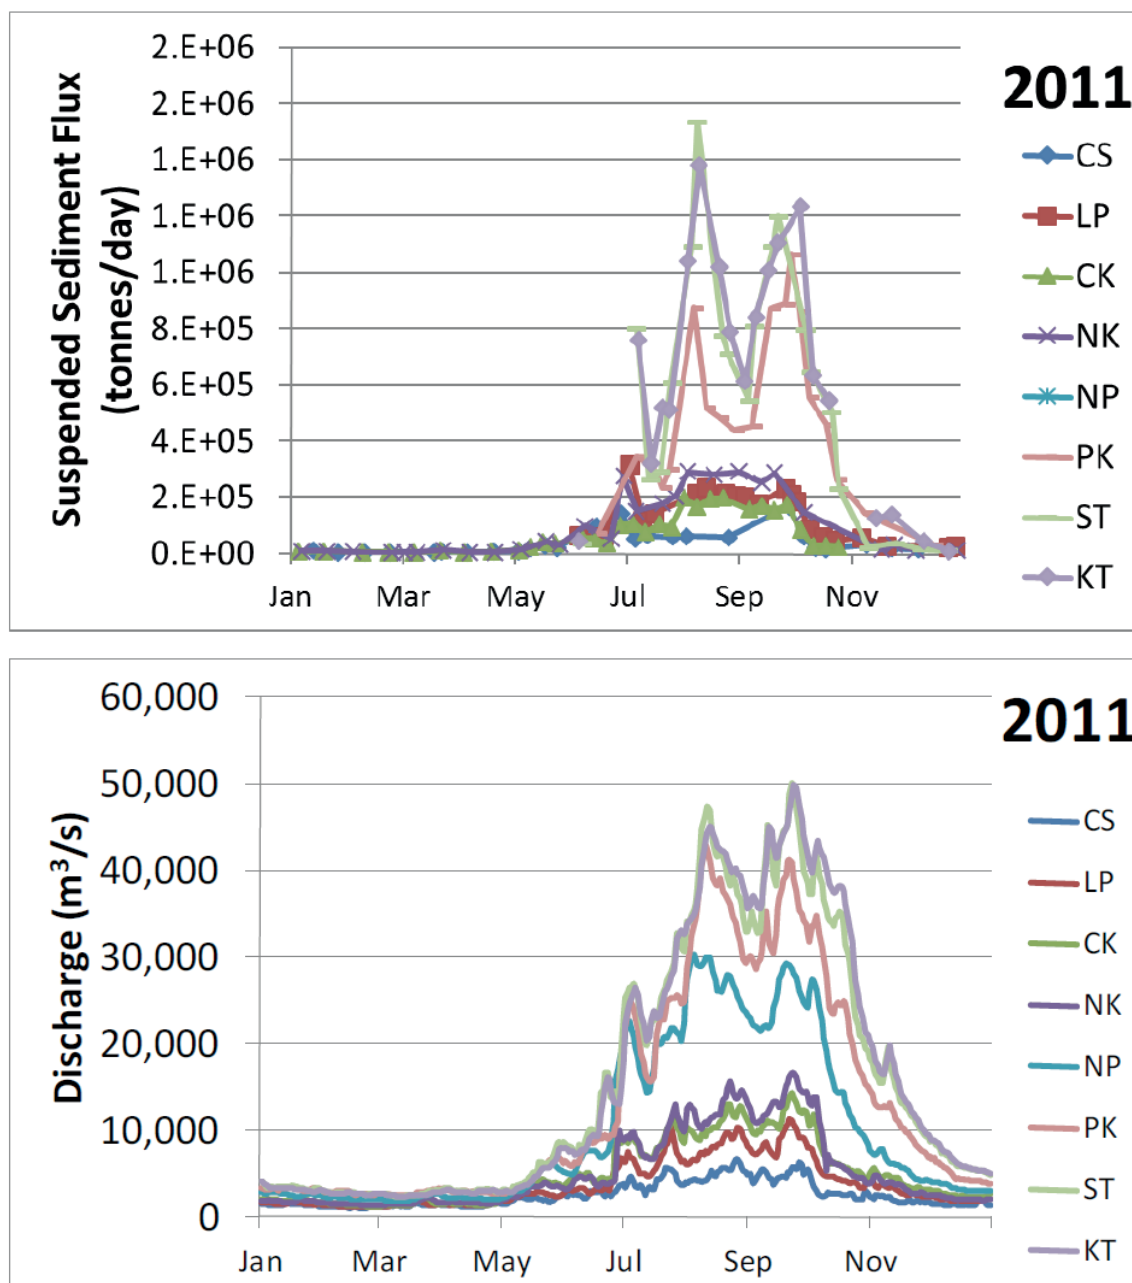 Suspended Sediment Flux
(tonnes/day)
2.E+06
2.E+06
1.E+06
1.E+06
1.E+06
8.E+05
6.E+05
4.E+05
2.E+05
0.E+00
Jan Mar May Jul Sep Nov
2011
CS
LP
CK
NK
NP
PK
ST
KT
Discharge (m³/s)
60,000
50,000
40,000
30,000
20,000
10,000
0
Jan Mar May Jul Sep Nov
2011
CS
LP
CK
NK
NP
PK
ST
KT